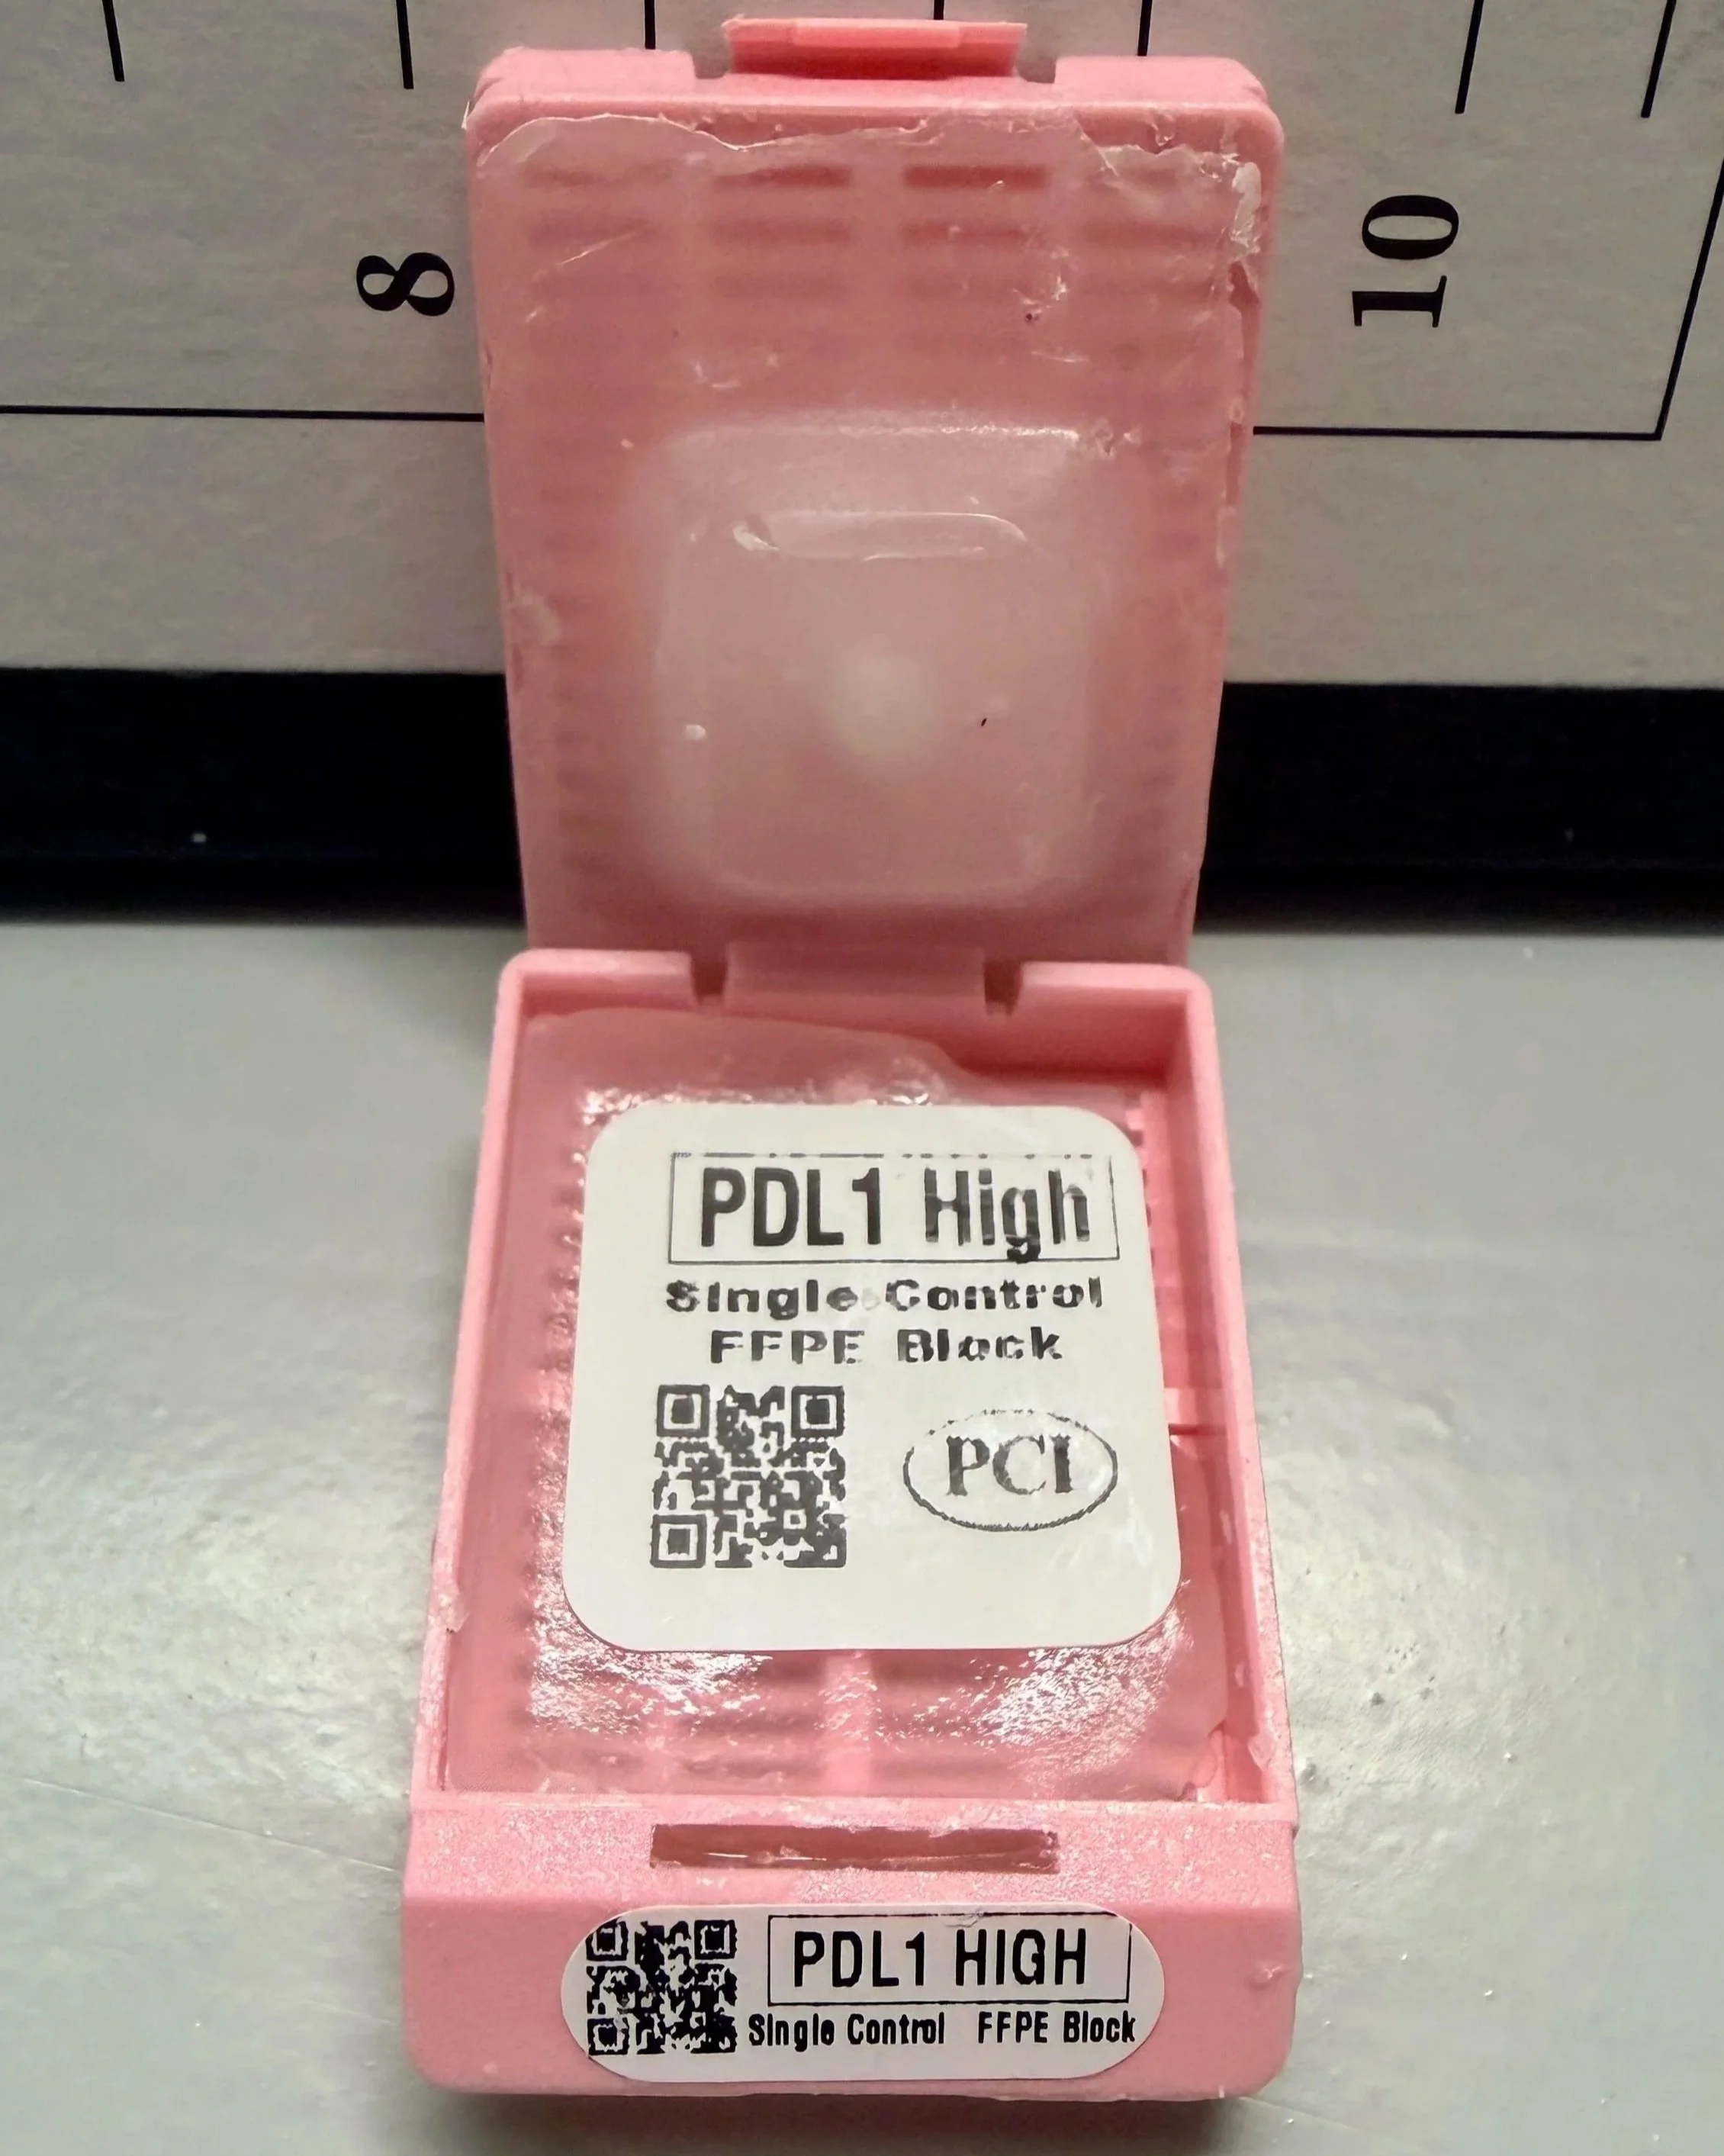 8
10
PDL1 High
Single Control
FFPE Block
PCI
PDL1 HIGH
Single Control FFPE Block